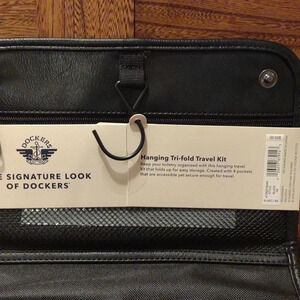 DOCKERS
E SIGNATURE LOOK
OF DOCKERS
Hanging Tri-fold Travel Kit
Keep your toiletry organized with this hanging travel
kit that folds up for easy storage. Created with 4 pockets
that are accessible yet secure enough for travel.